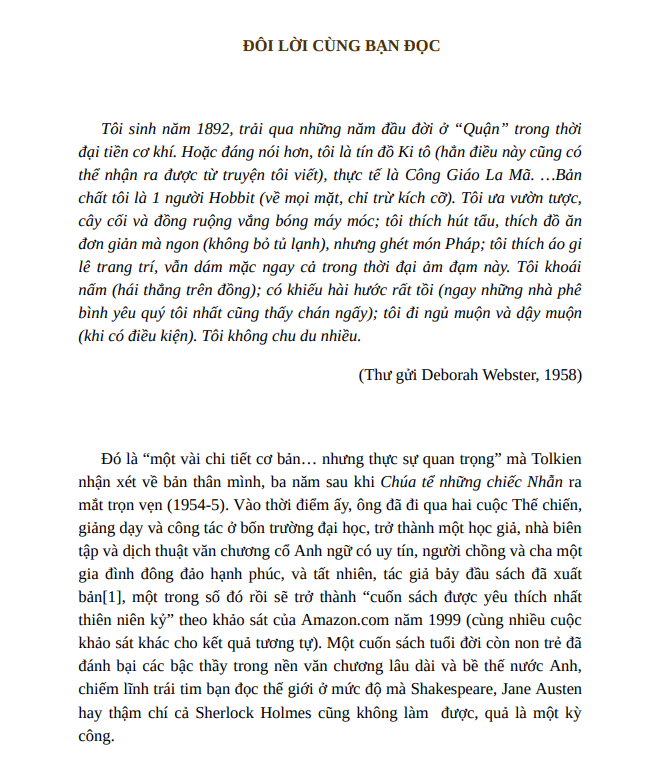 ĐÔI LỜI CÙNG BẠN ĐỌC
Tôi sinh năm 1892, trải qua những năm đầu đời ở “Quận” trong thời
đại tiền cơ khí. Hoặc đáng nói hơn, tôi là tín đồ Ki tô (hẳn điều này cũng có
thể nhận ra được từ truyện tôi viết), thực tế là Công Giáo La Mã. …Bản
chất tôi là 1 người Hobbit (về mọi mặt, chỉ trừ kích cỡ). Tôi ưa vườn tược,
cây cối và đồng ruộng vắng bóng máy móc; tôi thích hút tẩu, thích đồ ăn
đơn giản mà ngon (không bỏ tủ lạnh), nhưng ghét món Pháp; tôi thích áo gi
lê trang trí, vẫn dám mặc ngay cả trong thời đại ảm đạm này. Tôi khoái
nấm (hái thẳng trên đồng); có khiếu hài hước rất tồi (ngay những nhà phê
bình yêu quý tôi nhất cũng thấy chán ngấy); tôi đi ngủ muộn và dậy muộn
(khi có điều kiện). Tôi không chu du nhiều.
(Thư gửi Deborah Webster, 1958)
Đó là “một vài chi tiết cơ bản… nhưng thực sự quan trọng” mà Tolkien
nhận xét về bản thân mình, ba năm sau khi Chúa tể những chiếc Nhẫn ra
mắt trọn vẹn (1954-5). Vào thời điểm ấy, ông đã đi qua hai cuộc Thế chiến,
giảng dạy và công tác ở bốn trường đại học, trở thành một học giả, nhà biên
tập và dịch thuật văn chương cổ Anh ngữ có uy tín, người chồng và cha một
gia đình đông đảo hạnh phúc, và tất nhiên, tác giả bảy đầu sách đã xuất
bản[1], một trong số đó rồi sẽ trở thành “cuốn sách được yêu thích nhất
thiên niên kỷ” theo khảo sát của Amazon.com năm 1999 (cùng nhiều cuộc
khảo sát khác cho kết quả tương tự). Một cuốn sách tuổi đời còn non trẻ đã
đánh bại các bậc thầy trong nền văn chương lâu dài và bề thế nước Anh,
chiếm lĩnh trái tim bạn đọc thế giới ở mức độ mà Shakespeare, Jane Austen
hay thậm chí cả Sherlock Holmes cũng không làm  được, quả là một kỳ
công.